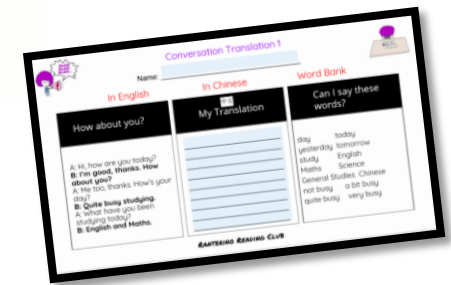 Conversation Translation 1
Name:
In English
In Chinese
Word Bank
How about you?
My Translation
Can I say these
words?
A: Hi, how are you today?
B: I'm good, thanks. How
about you?
A: Me too, thanks. How's your
day?
B: Quite busy studying.
A: What have you been
studying today?
B: English and Maths.
day today
yesterday tomorrow
study English
Maths Science
General Studies Chinese
not busy a bit busy
quite busy very busy
Rantering Reading Club